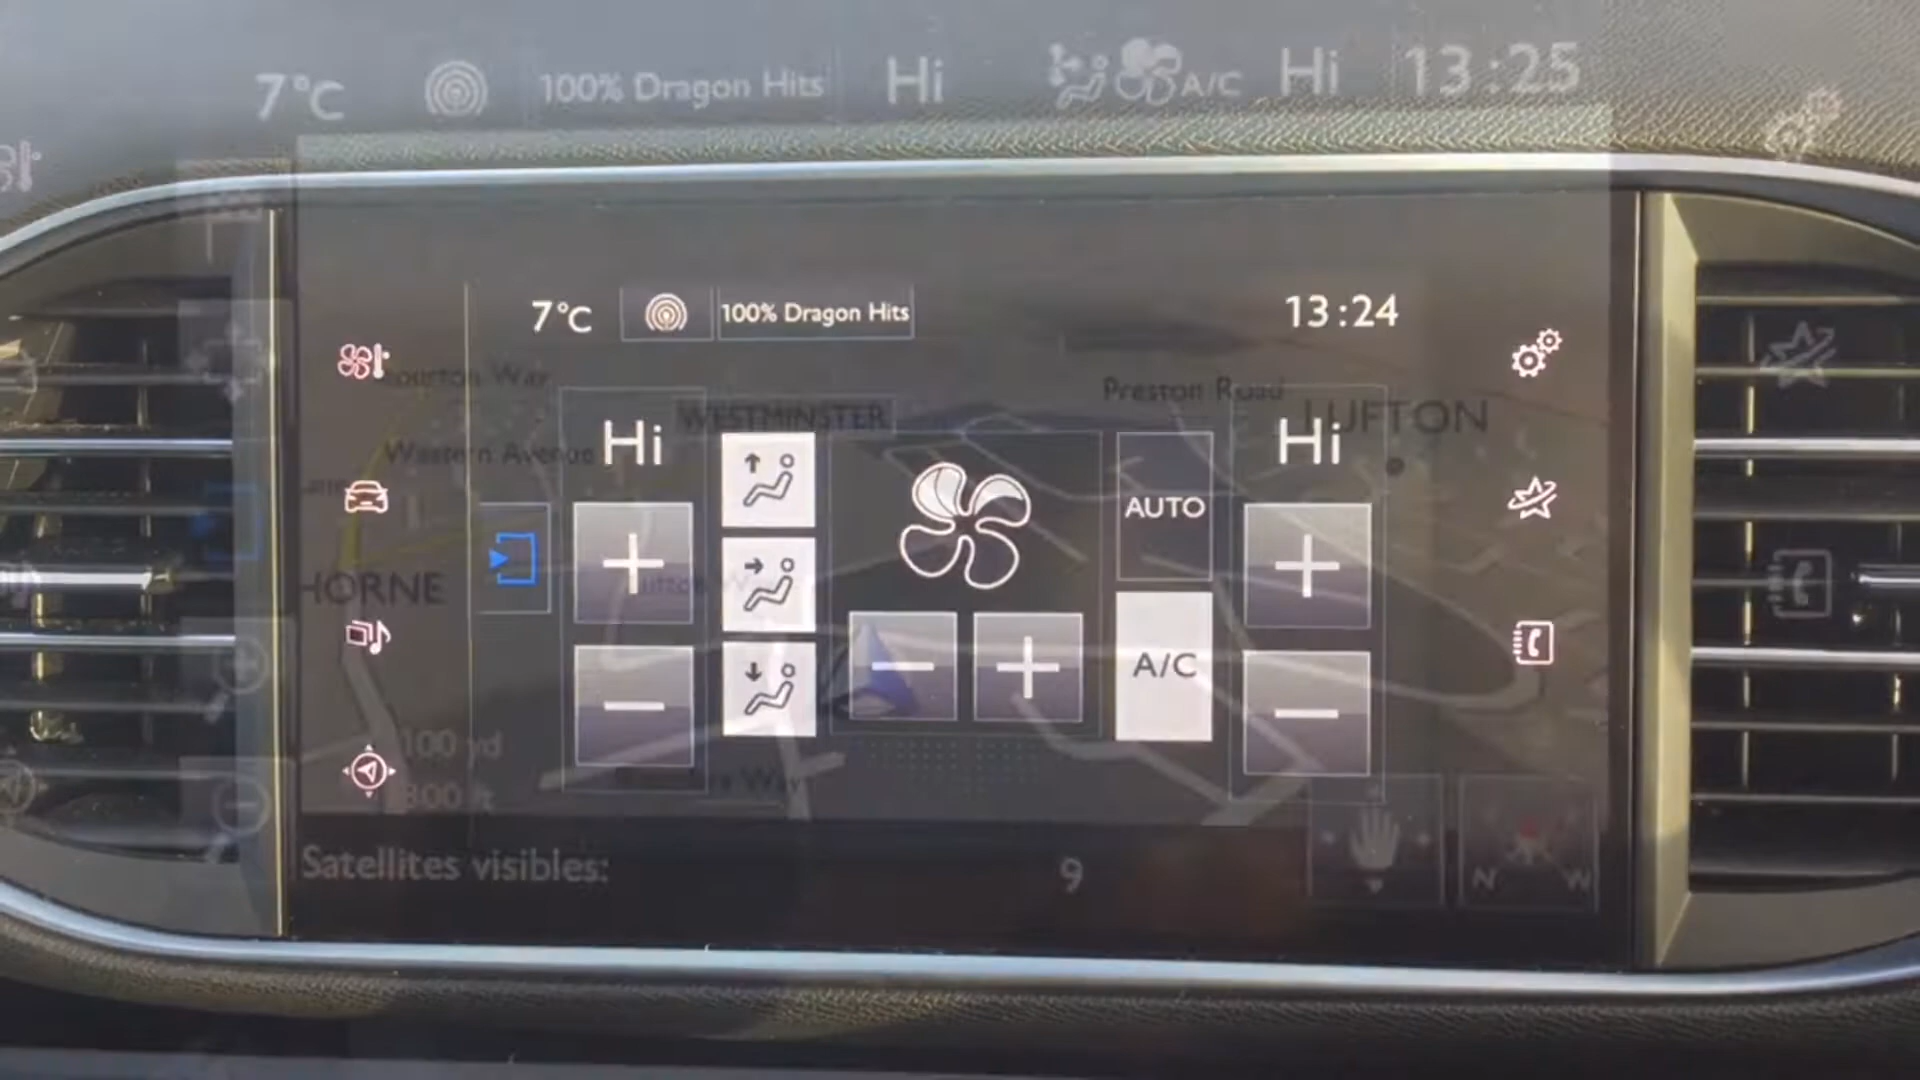 7°C 100% Dragon Hits Hi A/C Hi 13:25
7°C 100% Dragon Hits 13:24
Preston Road
WESTMINSTER
LUFTON
Western Avenue
Hi
Hi
AUTO
HORNE
A/C
100 yd
300 ft
Satellites visibles: 9
N W